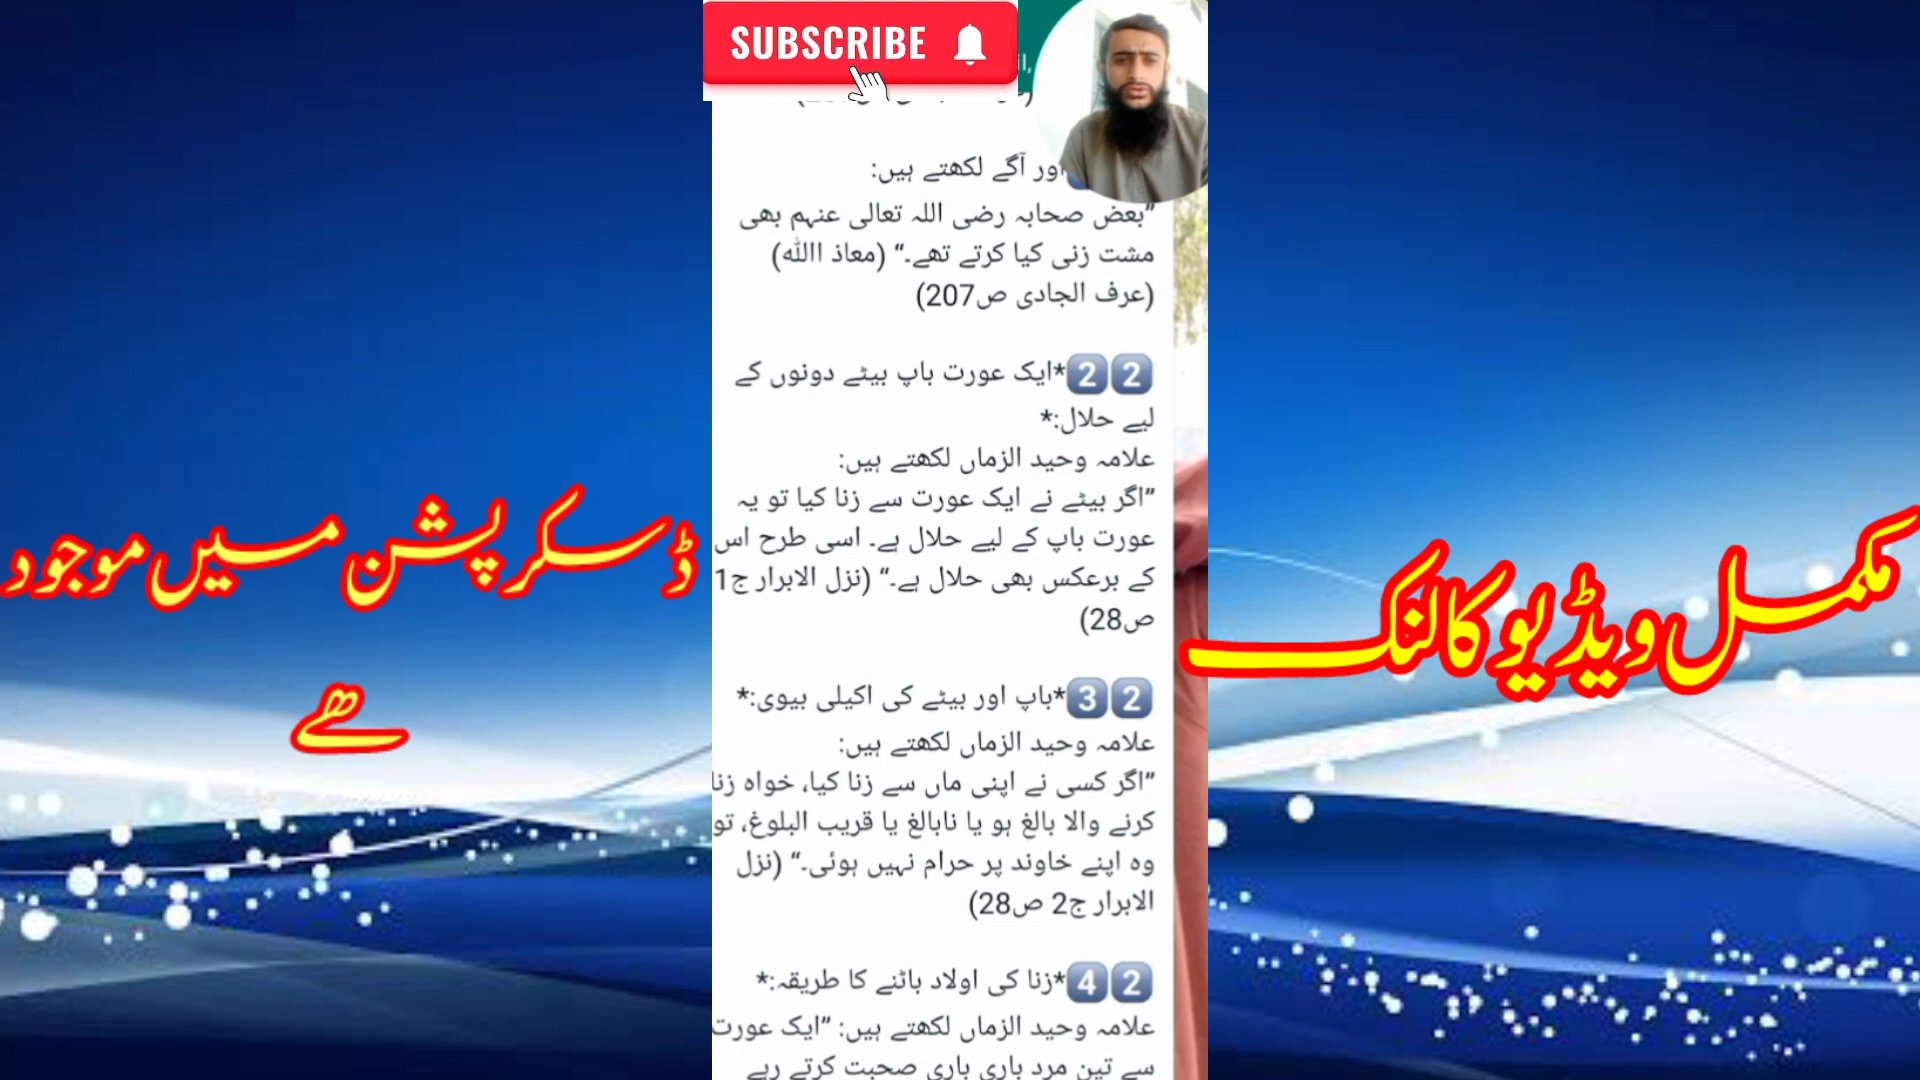 SUBSCRIBE
اور آگے لکھتے ہیں:
”بعض صحابہ رضی اللہ تعالی عنہم بھی
مشت زنی کیا کرتے تھے۔“ (معاذ اﷲ)
(عرف الجادی ص207)
2️⃣2️⃣*ایک عورت باپ بیٹے دونوں کے
لیے حلال:*
علامہ وحید الزماں لکھتے ہیں:
”اگر بیٹے نے ایک عورت سے زنا کیا تو یہ
عورت باپ کے لیے حلال ہے۔ اسی طرح اس
کے برعکس بھی حلال ہے۔“ (نزل الابرار ج1
ص28)
2️⃣3️⃣*باپ اور بیٹے کی اکیلی بیوی:*
علامہ وحید الزماں لکھتے ہیں:
”اگر کسی نے اپنی ماں سے زنا کیا، خواہ زنا
کرنے والا بالغ ہو یا نابالغ یا قریب البلوغ، تو
وہ اپنے خاوند پر حرام نہیں ہوئی۔“ (نزل
الابرار ج2 ص28)
2️⃣4️⃣*زنا کی اولاد باٹنے کا طریقہ:*
علامہ وحید الزماں لکھتے ہیں: ”ایک عورت
سے تین مرد باری باری صحبت کرتے رہے
مکمل ویڈیو کا لنک
ڈسکرپشن میں موجود
ھے